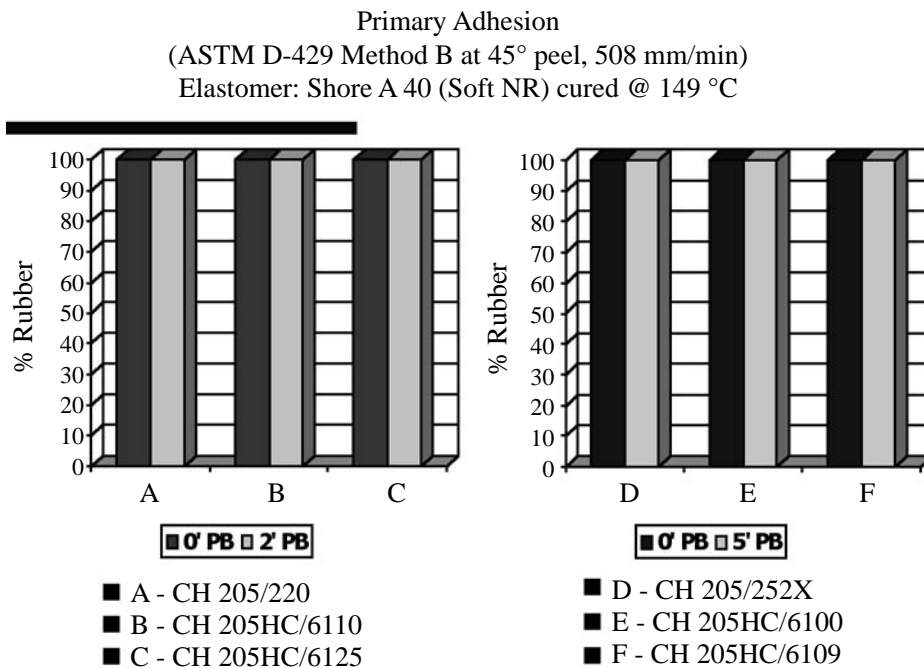 Primary Adhesion
(ASTM D-429 Method B at 45° peel, 508 mm/min)
Elastomer: Shore A 40 (Soft NR) cured @ 149 °C
% Rubber
100
90
80
70
60
50
40
30
20
10
0
A B C
0' PB 2' PB
A - CH 205/220
B - CH 205HC/6110
C - CH 205HC/6125
% Rubber
100
90
80
70
60
50
40
30
20
10
0
D E F
0' PB 5' PB
D - CH 205/252X
E - CH 205HC/6100
F - CH 205HC/6109